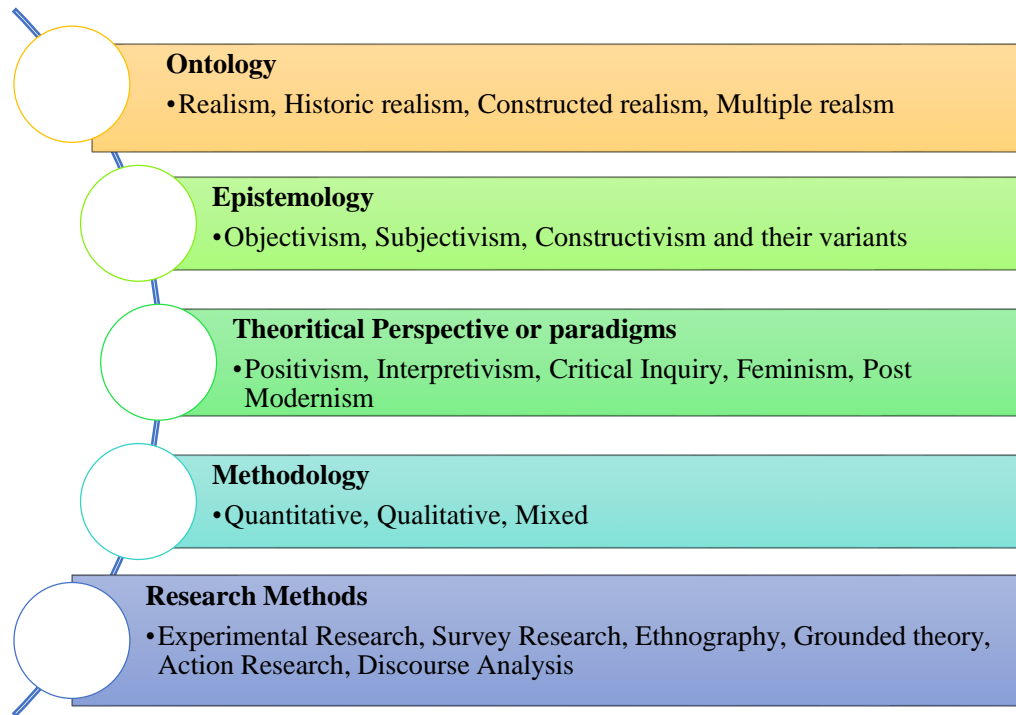 Ontology
•Realism, Historic realism, Constructed realism, Multiple realsm
Epistemology
•Objectivism, Subjectivism, Constructivism and their variants
Theoritical Perspective or paradigms
•Positivism, Interpretivism, Critical Inquiry, Feminism, Post
Modernism
Methodology
•Quantitative, Qualitative, Mixed
Research Methods
•Experimental Research, Survey Research, Ethnography, Grounded theory,
Action Research, Discourse Analysis